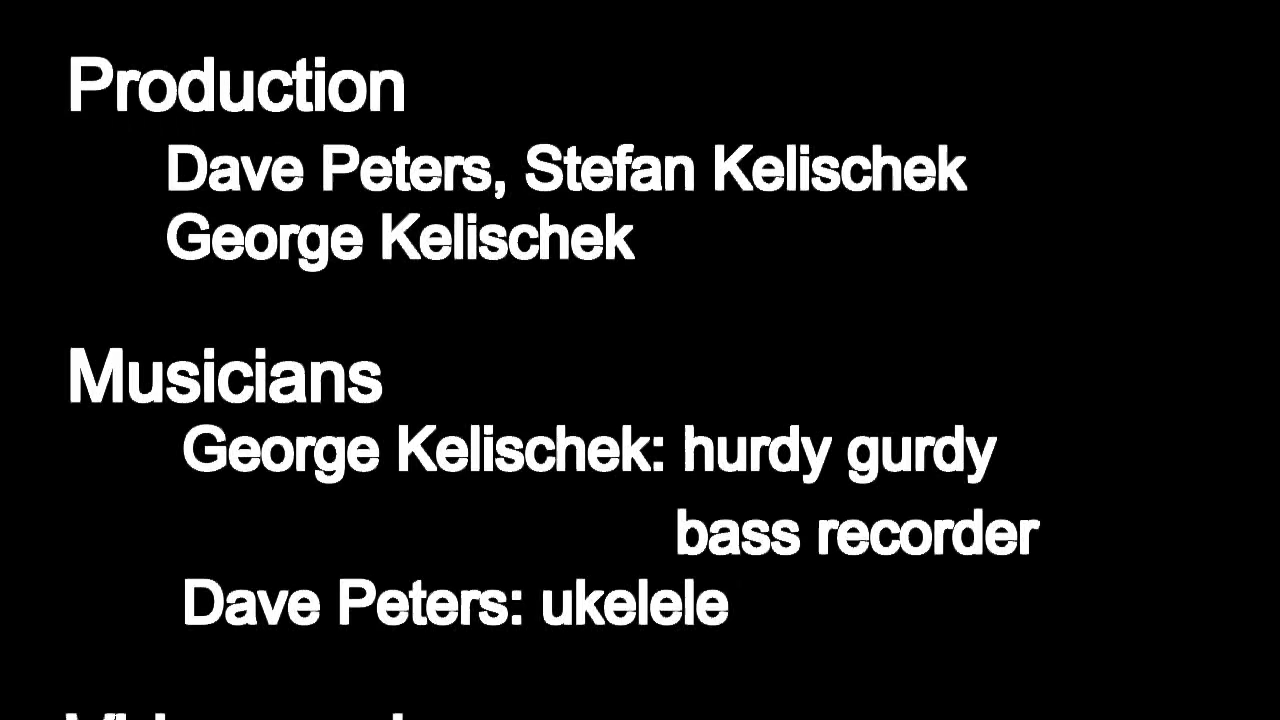 Production
Dave Peters, Stefan Kelischek
George Kelischek
Musicians
George Kelischek: hurdy gurdy
bass recorder
Dave Peters: ukelele